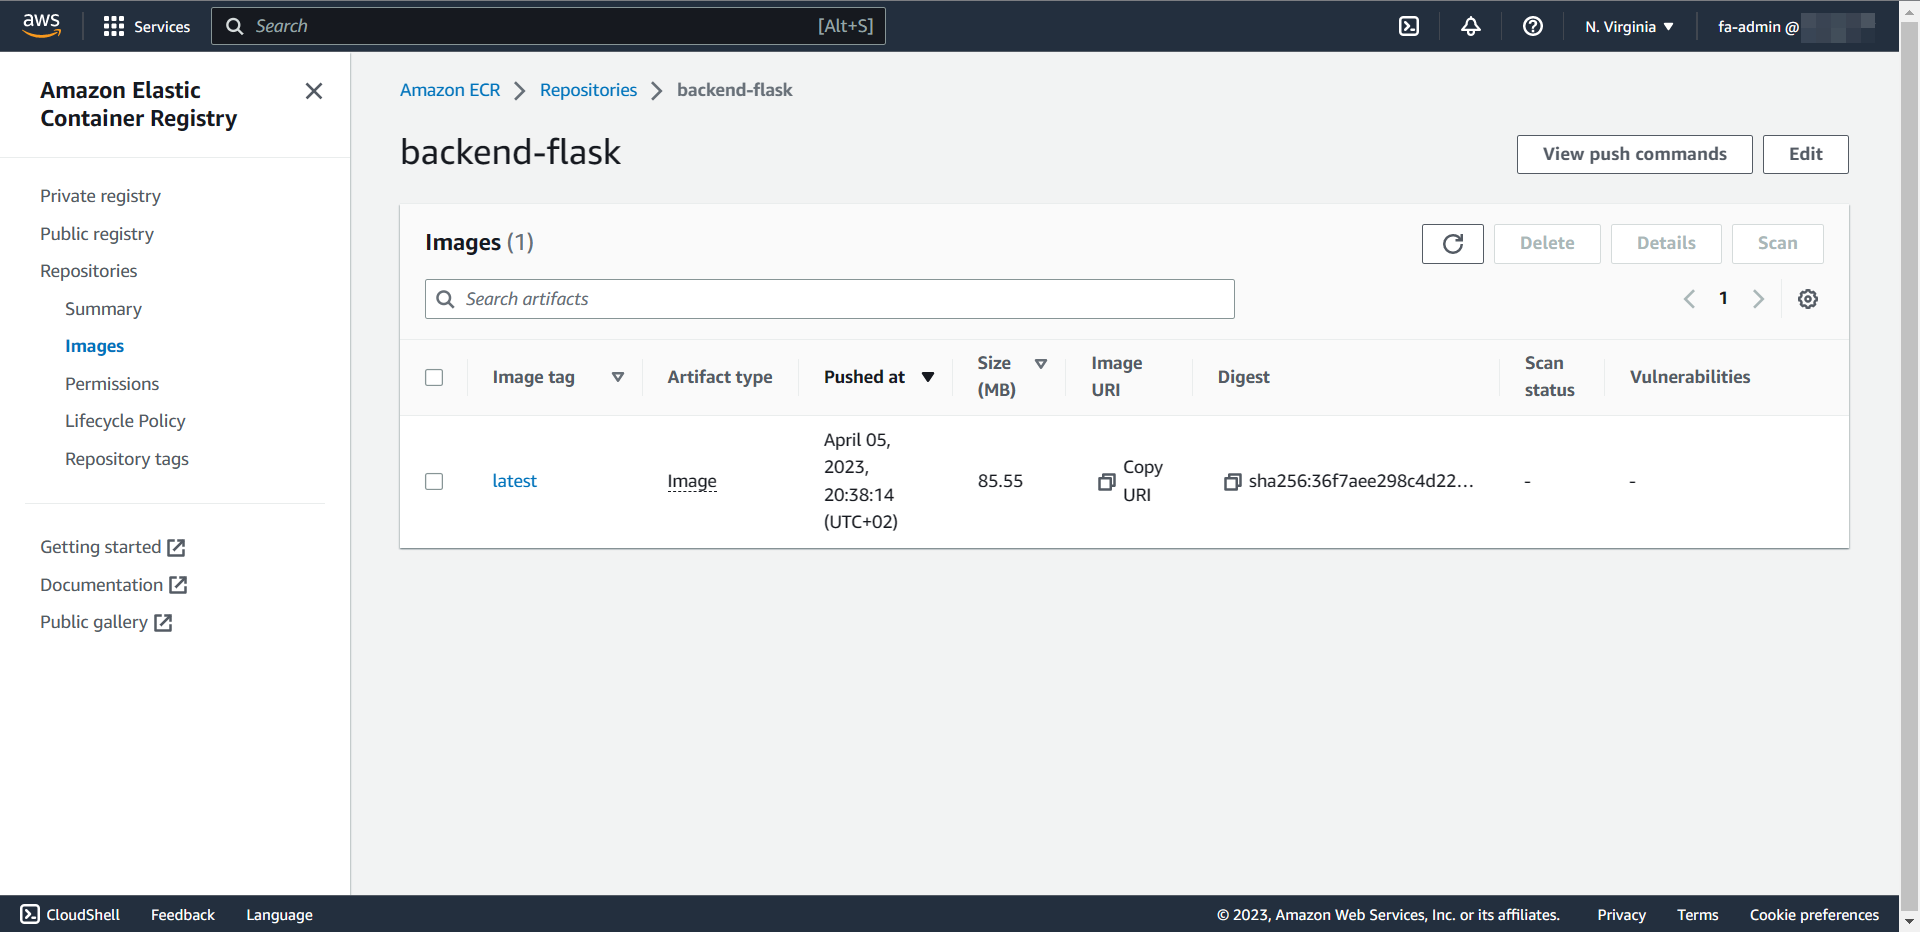 aws
Services
Search [Alt+S]
N. Virginia
fa-admin @
Amazon Elastic
Container Registry
Private registry
Public registry
Repositories
Summary
Images
Permissions
Lifecycle Policy
Repository tags
Getting started
Documentation
Public gallery
Amazon ECR
Repositories
backend-flask
backend-flask
View push commands
Edit
Images (1)
Delete
Details
Scan
Search artifacts
1
Image tag
Artifact type
Pushed at
Size
(MB)
Image
URI
Digest
Scan
status
Vulnerabilities
latest
Image
April 05,
2023,
20:38:14
(UTC+02)
85.55
Copy
URI
sha256:36f7aee298c4d22...
-
-
CloudShell
Feedback
Language
© 2023, Amazon Web Services, Inc. or its affiliates.
Privacy
Terms
Cookie preferences